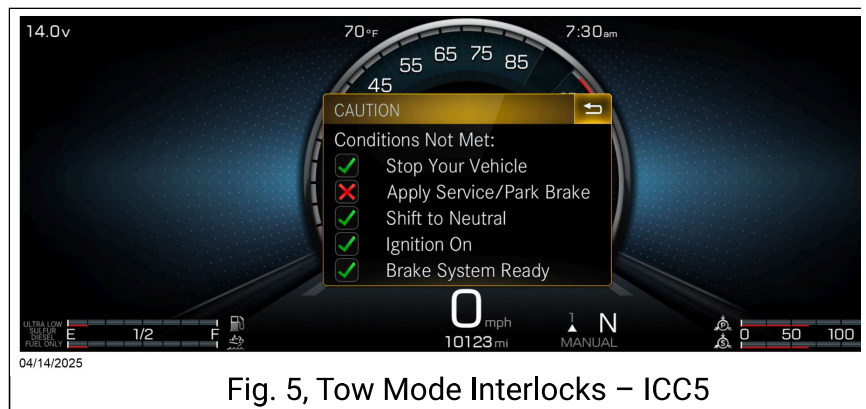 14.0v
70°F
7:30am
45 55 65 75 85
CAUTION
Conditions Not Met:
Stop Your Vehicle
Apply Service/Park Brake
Shift to Neutral
Ignition On
Brake System Ready
ULTRA LOW
SULFUR
DIESEL
FUEL ONLY
E 1/2 F
0 mph
10123 mi
1 N
MANUAL
P
S
0 50 100
04/14/2025
Fig. 5, Tow Mode Interlocks – ICC5